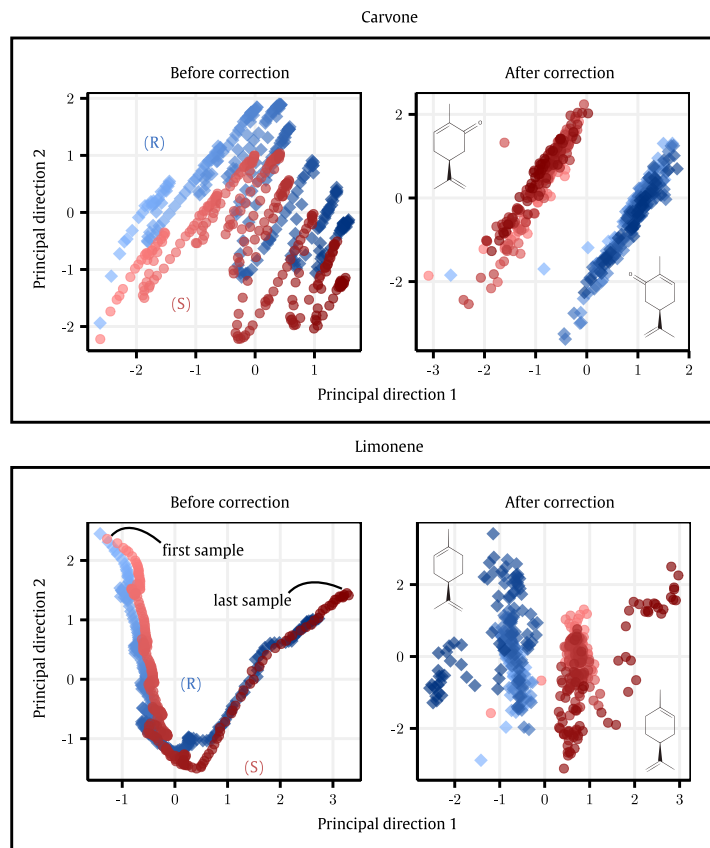 Carvone
Before correction
After correction
Principal direction 2
2
1
0
-1
-2
(R)
(S)
-2
-1
0
1
2
0
-2
O
O
-3
-2
-1
0
1
2
Principal direction 1
Limonene
Before correction
After correction
Principal direction 2
2
1
0
-1
first sample
last sample
(R)
(S)
-1
0
1
2
3
2
0
-2
-2
-1
0
1
2
3
Principal direction 1